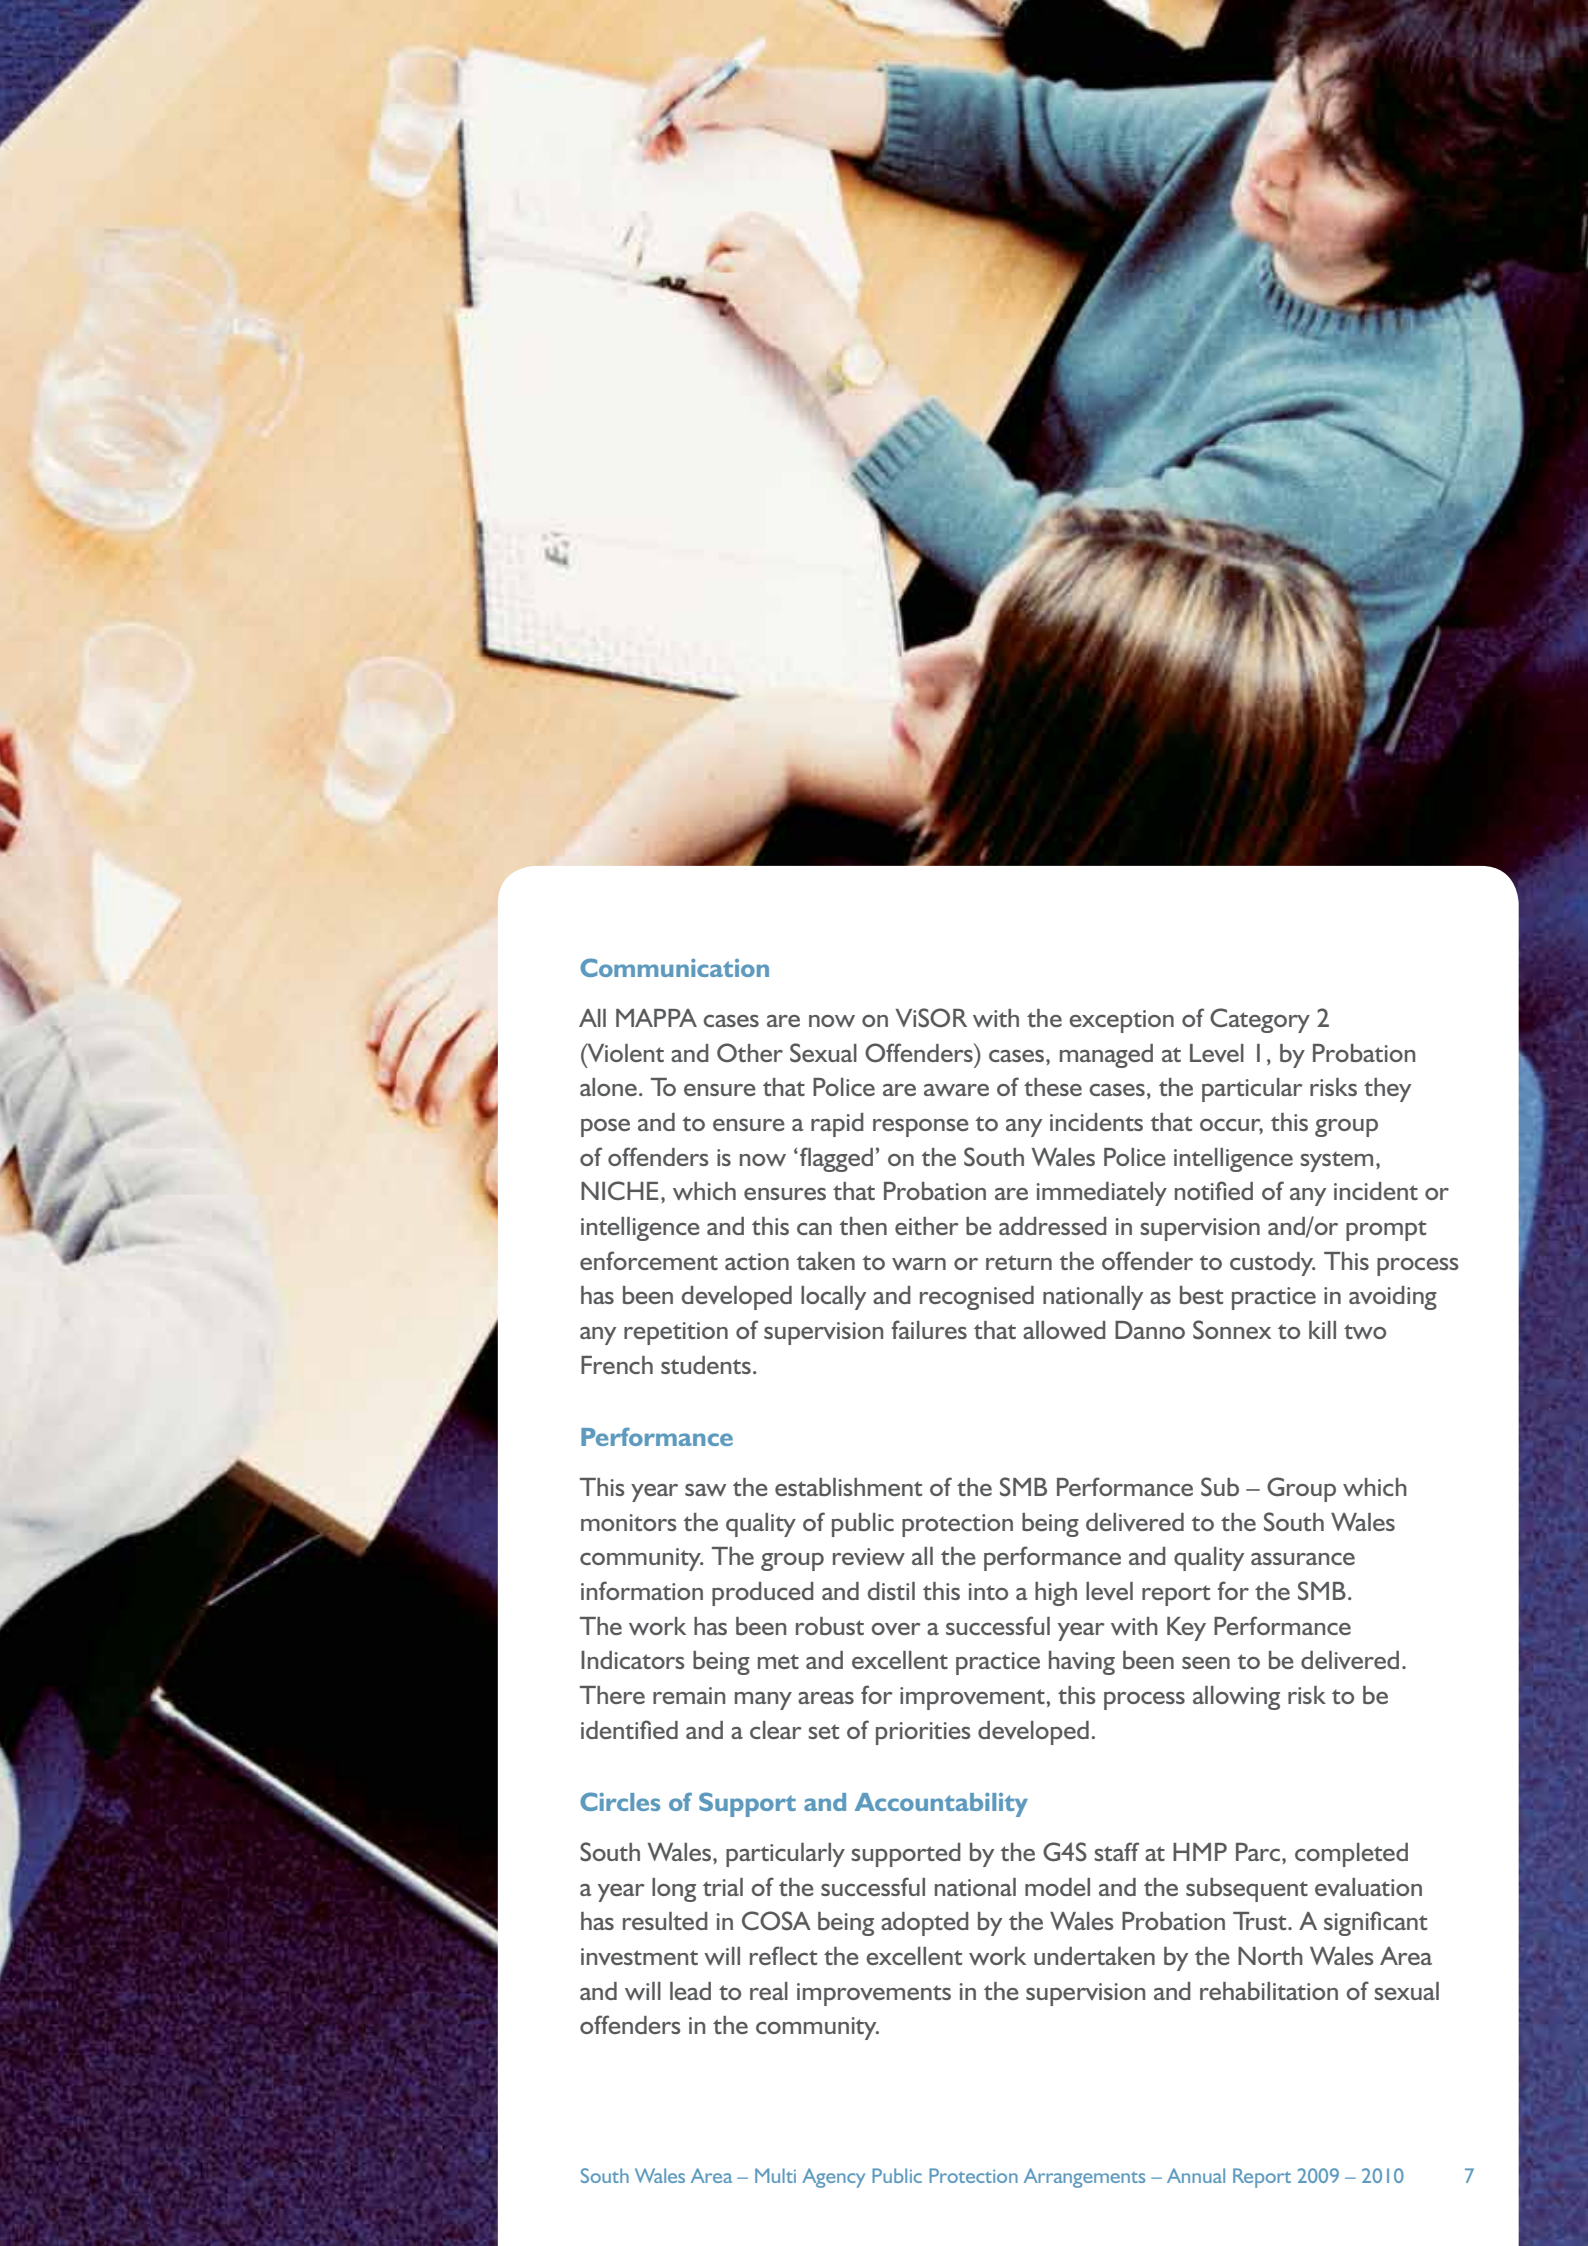 Communication
All MAPPA cases are now on ViSOR with the exception of Category 2
(Violent and Other Sexual Offenders) cases, managed at Level 1, by Probation
alone. To ensure that Police are aware of these cases, the particular risks they
pose and to ensure a rapid response to any incidents that occur, this group
of offenders is now ‘flagged’ on the South Wales Police intelligence system,
NICHE, which ensures that Probation are immediately notified of any incident or
intelligence and this can then either be addressed in supervision and/or prompt
enforcement action taken to warn or return the offender to custody. This process
has been developed locally and recognised nationally as best practice in avoiding
any repetition of supervision failures that allowed Danno Sonnex to kill two
French students.
Performance
This year saw the establishment of the SMB Performance Sub – Group which
monitors the quality of public protection being delivered to the South Wales
community. The group review all the performance and quality assurance
information produced and distil this into a high level report for the SMB.
The work has been robust over a successful year with Key Performance
Indicators being met and excellent practice having been seen to be delivered.
There remain many areas for improvement, this process allowing risk to be
identified and a clear set of priorities developed.
Circles of Support and Accountability
South Wales, particularly supported by the G4S staff at HMP Parc, completed
a year long trial of the successful national model and the subsequent evaluation
has resulted in COSA being adopted by the Wales Probation Trust. A significant
investment will reflect the excellent work undertaken by the North Wales Area
and will lead to real improvements in the supervision and rehabilitation of sexual
offenders in the community.
South Wales Area – Multi Agency Public Protection Arrangements – Annual Report 2009 – 2010 7